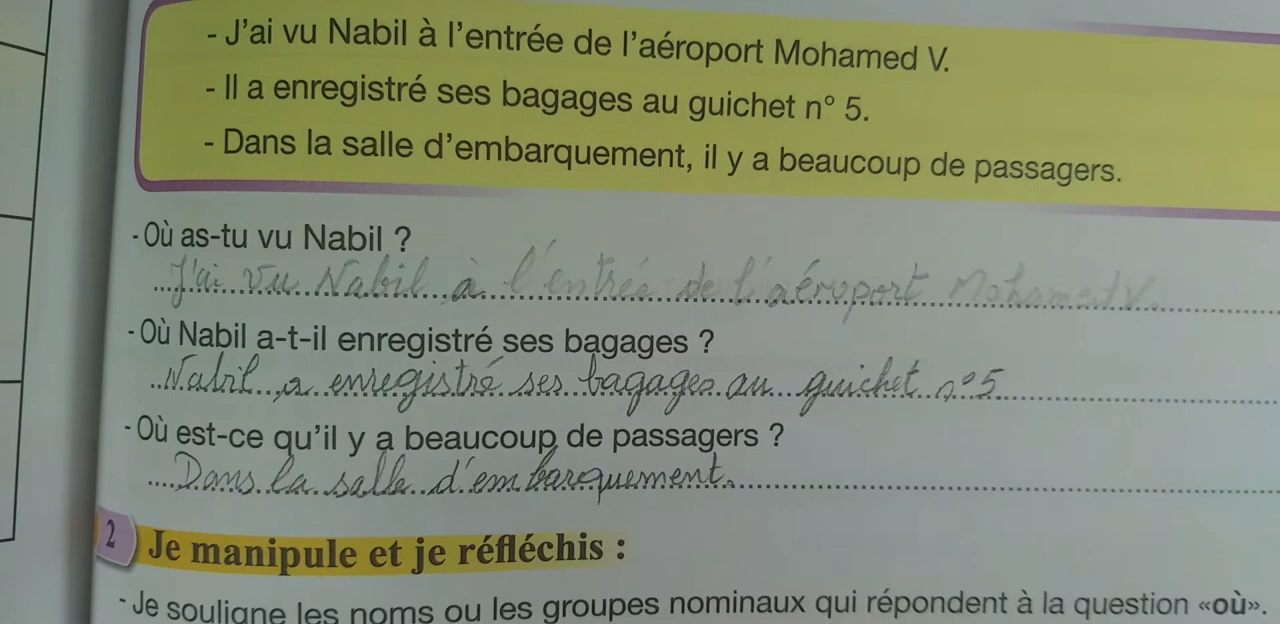 - J'ai vu Nabil à l'entrée de l'aéroport Mohamed V.
- Il a enregistré ses bagages au guichet n° 5.
- Dans la salle d'embarquement, il y a beaucoup de passagers.
- Où as-tu vu Nabil ?
J'ai vu Nabil à l'entrée de l'aéroport Mohamed V.
- Où Nabil a-t-il enregistré ses bagages ?
Nabil a enregistré ses bagages au guichet n°5
- Où est-ce qu'il y a beaucoup de passagers ?
Dans la salle d'embarquement.
2 Je manipule et je réfléchis :
- Je souligne les noms ou les groupes nominaux qui répondent à la question «où».